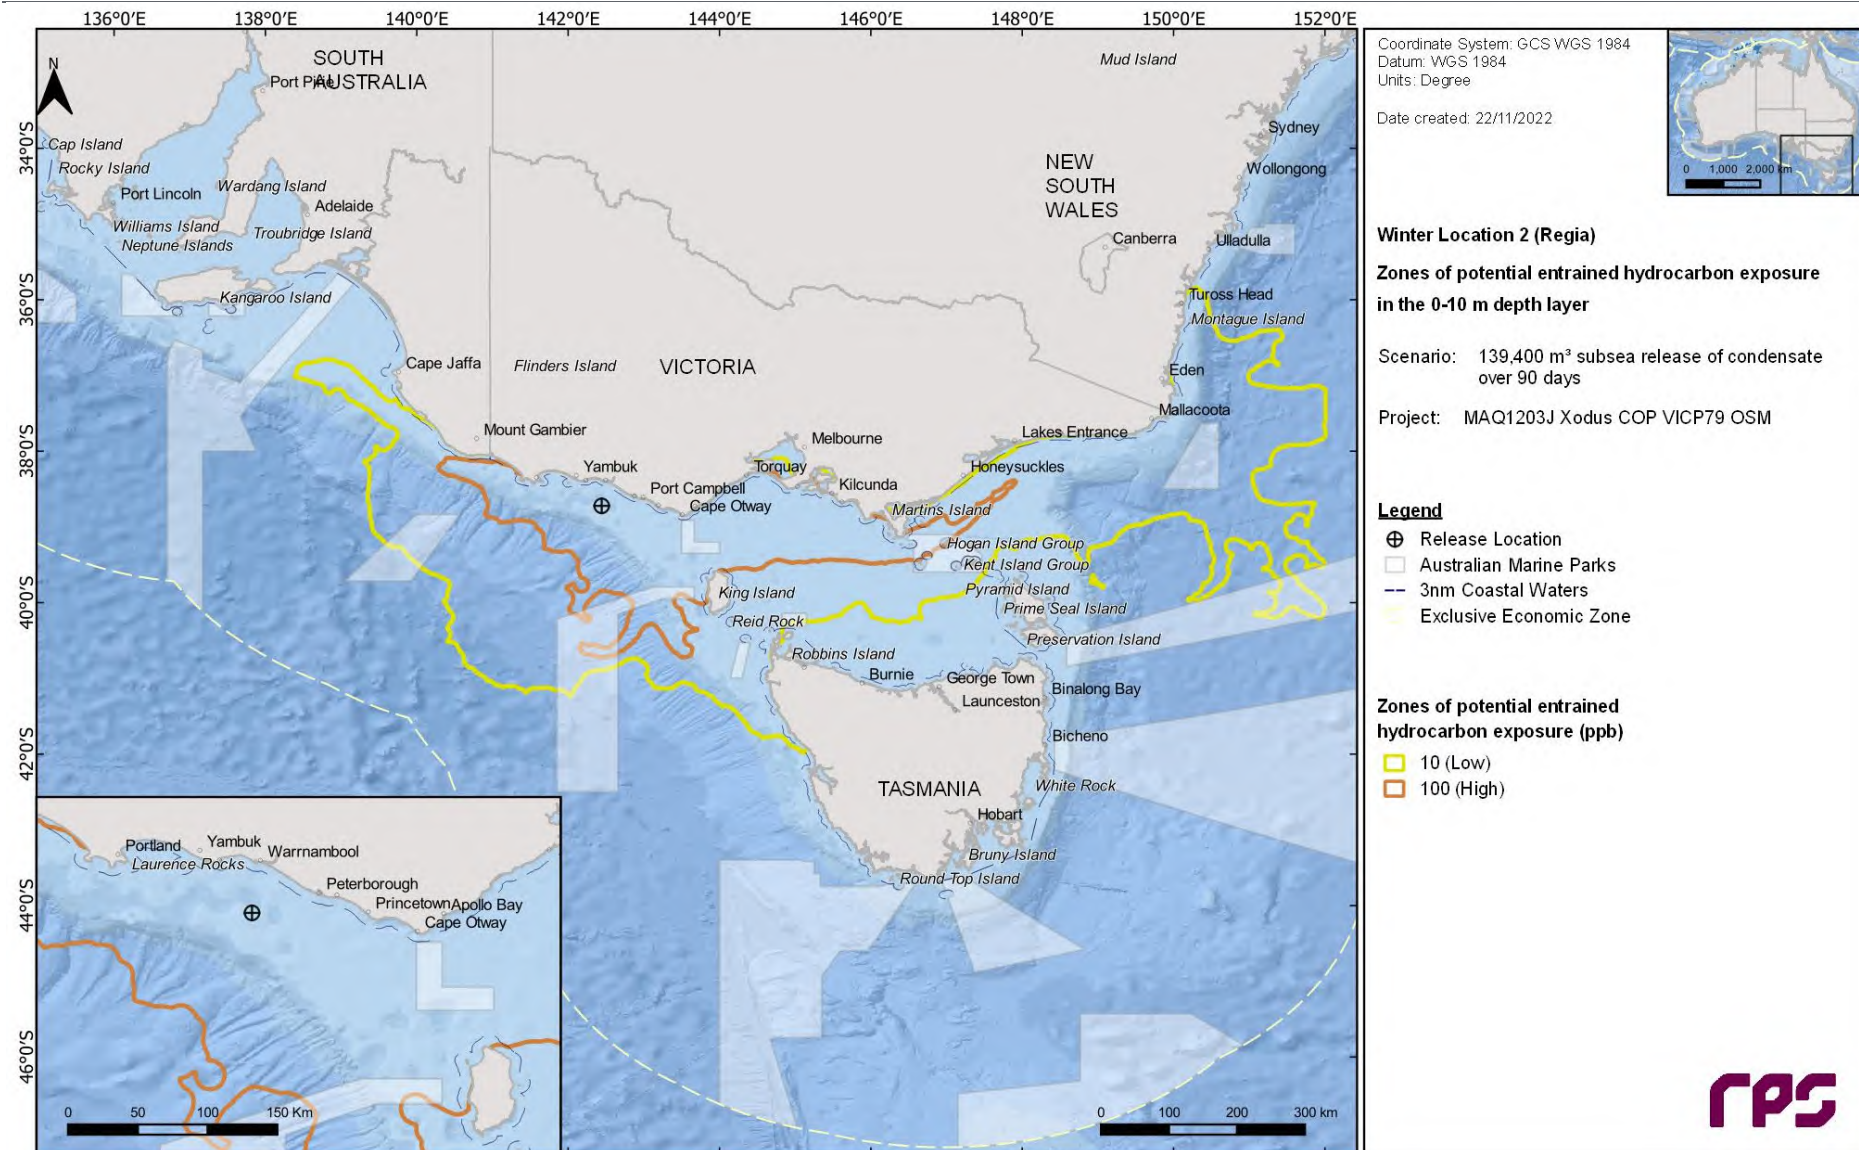 136°0'E
138°0'E
140°0'E
142°0'E
144°0'E
146°0'E
148°0'E
150°0'E
152°0'E
34°0'S
36°0'S
38°0'S
40°0'S
42°0'S
44°0'S
46°0'S
N
SOUTH
AUSTRALIA
Port Pirie
Mud Island
Cap Island
Rocky Island
Port Lincoln
Wardang Island
Adelaide
Williams Island
Neptune Islands
Troubridge Island
Kangaroo Island
NEW
SOUTH
WALES
Sydney
Wollongong
Canberra
Ulladulla
Tuross Head
Montague Island
Cape Jaffa
Flinders Island
VICTORIA
Eden
Mallacoota
Mount Gambier
Melbourne
Lakes Entrance
Yambuk
Torquay
Honeysuckles
Port Campbell
Kilcunda
Cape Otway
Martins Island
Hogan Island Group
Kent Island Group
King Island
Pyramid Island
Prime Seal Island
Reid Rock
Preservation Island
Robbins Island
Burnie
George Town
Binalong Bay
Launceston
Bicheno
TASMANIA
White Rock
Hobart
Bruny Island
Round Top Island
0 100 200 300 km
Portland
Yambuk
Warrnambool
Laurence Rocks
Peterborough
Princetown
Apollo Bay
Cape Otway
0 50 100 150 Km
Coordinate System: GCS WGS 1984
Datum: WGS 1984
Units: Degree
Date created: 22/11/2022
0 1,000 2,000 km
Winter Location 2 (Regia)
Zones of potential entrained hydrocarbon exposure
in the 0-10 m depth layer
Scenario: 139,400 m³ subsea release of condensate
over 90 days
Project: MAQ1203J Xodus COP VICP79 OSM
Legend
Release Location
Australian Marine Parks
3nm Coastal Waters
Exclusive Economic Zone
Zones of potential entrained
hydrocarbon exposure (ppb)
10 (Low)
100 (High)
rps